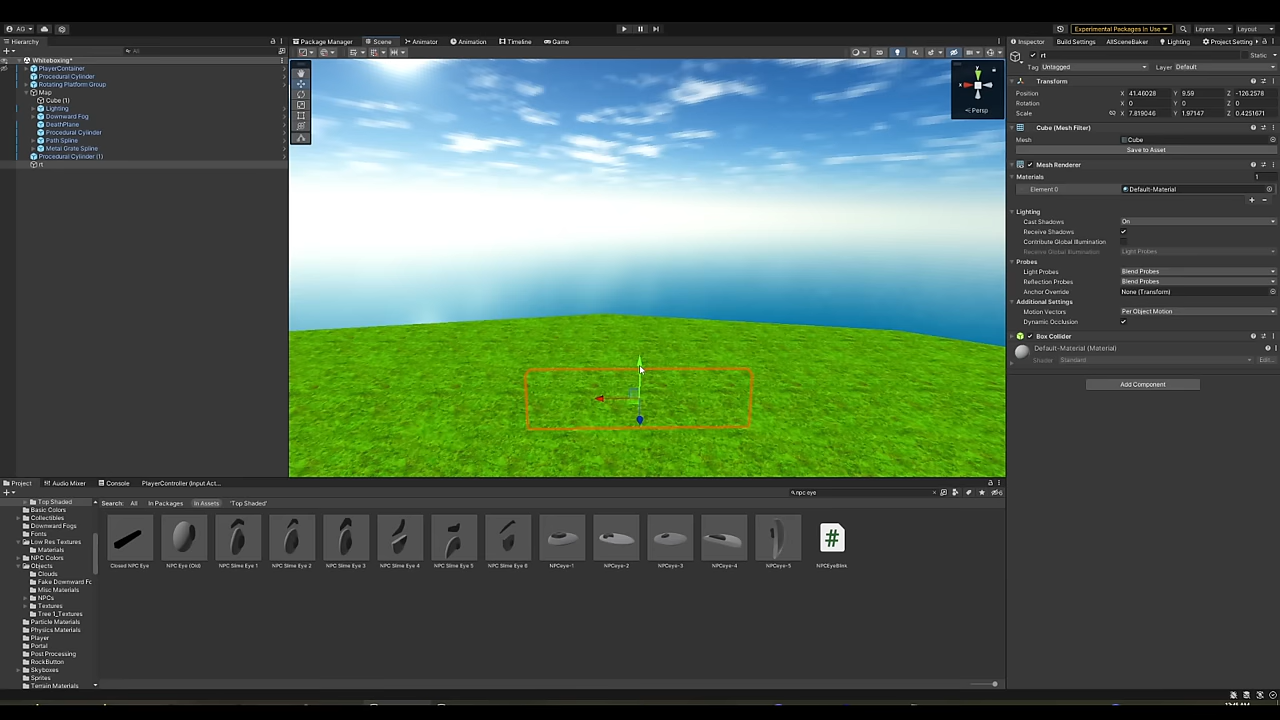 AG
Experimental Packages In Use
Layers
Layout
Hierarchy
All
Whiteboxing*
PlayerContainer
Procedural Cylinder
Rotating Platform Group
Map
Cube (1)
Lighting
Downward Fog
DeathPlane
Procedural Cylinder
Path Spline
Metal Grate Spline
Procedural Cylinder (1)
rt
Package Manager
Scene
Animator
Animation
Timeline
Game
2D
y
x
Persp
Inspector
Build Settings
AllSceneBaker
Lighting
Project Setting
rt
Static
Tag Untagged
Layer Default
Transform
Position X 41.46028 Y 9.59 Z -126.2578
Rotation X 0 Y 0 Z 0
Scale X 7.819046 Y 1.97147 Z 0.4251671
Cube (Mesh Filter)
Mesh Cube
Save to Asset
Mesh Renderer
Materials 1
Element 0 Default-Material
Lighting
Cast Shadows On
Receive Shadows
Contribute Global Illumination
Receive Global Illumination Light Probes
Probes
Light Probes Blend Probes
Reflection Probes Blend Probes
Anchor Override None (Transform)
Additional Settings
Motion Vectors Per Object Motion
Dynamic Occlusion
Box Collider
Default-Material (Material)
Shader Standard Edit...
Add Component
Project
Audio Mixer
Console
PlayerController (Input Act...
Search: All In Packages In Assets 'Top Shaded'
npc eye
Top Shaded
Basic Colors
Collectibles
Downward Fogs
Fonts
Low Res Textures
Materials
NPC Colors
Objects
Clouds
Fake Downward Fc
Misc Materials
NPCs
Textures
Tree 1_Textures
Particle Materials
Physics Materials
Player
Portal
Post Processing
RockButton
Skyboxes
Sprites
Terrain Materials
Closed NPC Eye
NPC Eye (Old)
NPC Slime Eye 1
NPC Slime Eye 2
NPC Slime Eye 3
NPC Slime Eye 4
NPC Slime Eye 5
NPC Slime Eye 6
NPCeye-1
NPCeye-2
NPCeye-3
NPCeye-4
NPCeye-5
#
NPCEyeBlink